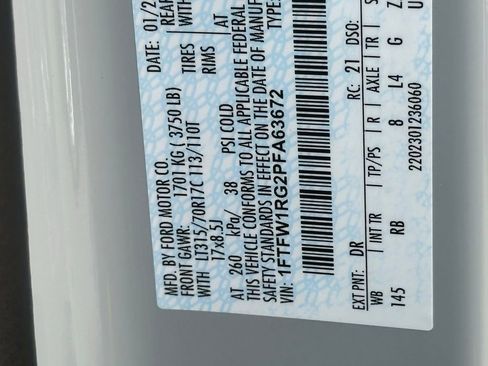 MFD. BY FORD MOTOR CO.
01/2
FRONT GAWR: 1701 KG ( 3750 LB)
REAR
WITH LT315/70R17C 113/110T
TIRES
WITH
17x8.5J
RIMS
AT 260 kPa/ 38 PSI COLD
AT
THIS VEHICLE CONFORMS TO ALL APPLICABLE FEDERAL
SAFETY STANDARDS IN EFFECT ON THE DATE OF MANUF
VIN: 1FTFW1RG2PFA63672
TYPE:
EXT PNT: DR
RC: 21
DSO:
WB
INT TR
TP/PS
R
AXLE
TR
S
145
RB
8
L4
G
Z
2202301236060